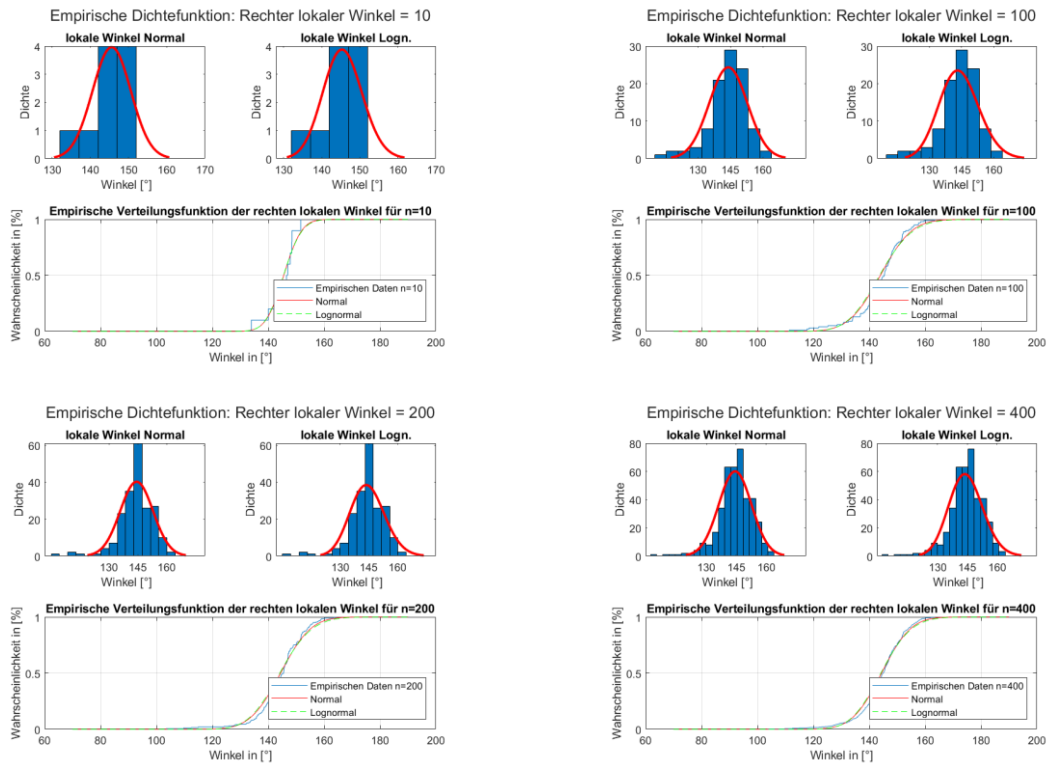 Empirische Dichtefunktion: Rechter lokaler Winkel = 10
lokale Winkel Normal
4
3
2
1
0
Dichte
130 140 150 160 170
Winkel [°]
lokale Winkel Logn.
4
3
2
1
0
Dichte
130 140 150 160 170
Winkel [°]
Empirische Verteilungsfunktion der rechten lokalen Winkel für n=10
Wahrscheinlichkeit in [%]
1
0.5
0
Empirischen Daten n=10
Normal
Lognormal
60 80 100 120 140 160 180 200
Winkel in [°]
Empirische Dichtefunktion: Rechter lokaler Winkel = 100
lokale Winkel Normal
30
20
10
0
Dichte
130 145 160
Winkel [°]
lokale Winkel Logn.
30
20
10
0
Dichte
130 145 160
Winkel [°]
Empirische Verteilungsfunktion der rechten lokalen Winkel für n=100
Wahrscheinlichkeit in [%]
1
0.5
0
Empirischen Daten n=100
Normal
Lognormal
60 80 100 120 140 160 180 200
Winkel in [°]
Empirische Dichtefunktion: Rechter lokaler Winkel = 200
lokale Winkel Normal
60
40
20
0
Dichte
130 145 160
Winkel [°]
lokale Winkel Logn.
60
40
20
0
Dichte
130 145 160
Winkel [°]
Empirische Verteilungsfunktion der rechten lokalen Winkel für n=200
Wahrscheinlichkeit in [%]
1
0.5
0
Empirischen Daten n=200
Normal
Lognormal
60 80 100 120 140 160 180 200
Winkel in [°]
Empirische Dichtefunktion: Rechter lokaler Winkel = 400
lokale Winkel Normal
80
60
40
20
0
Dichte
130 145 160
Winkel [°]
lokale Winkel Logn.
80
60
40
20
0
Dichte
130 145 160
Winkel [°]
Empirische Verteilungsfunktion der rechten lokalen Winkel für n=400
Wahrscheinlichkeit in [%]
1
0.5
0
Empirischen Daten n=400
Normal
Lognormal
60 80 100 120 140 160 180 200
Winkel in [°]